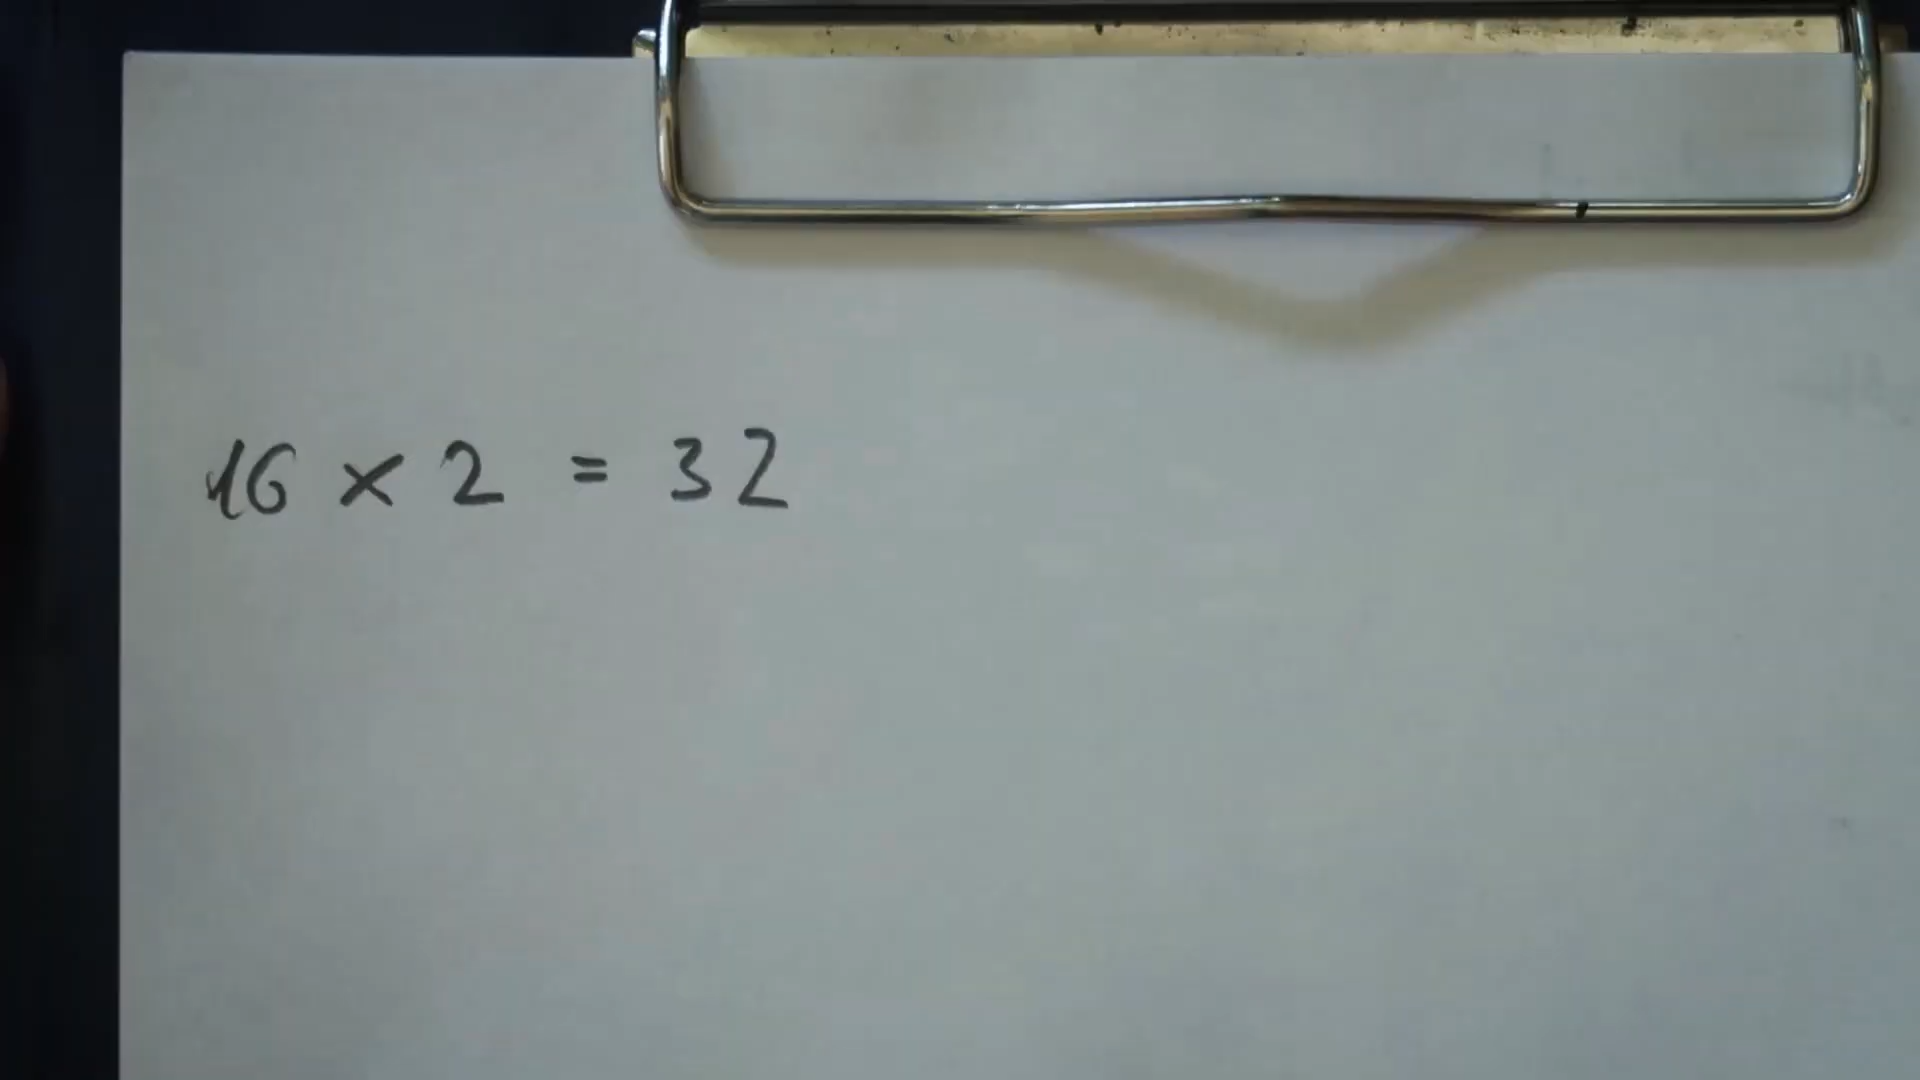 16 × 2 = 32